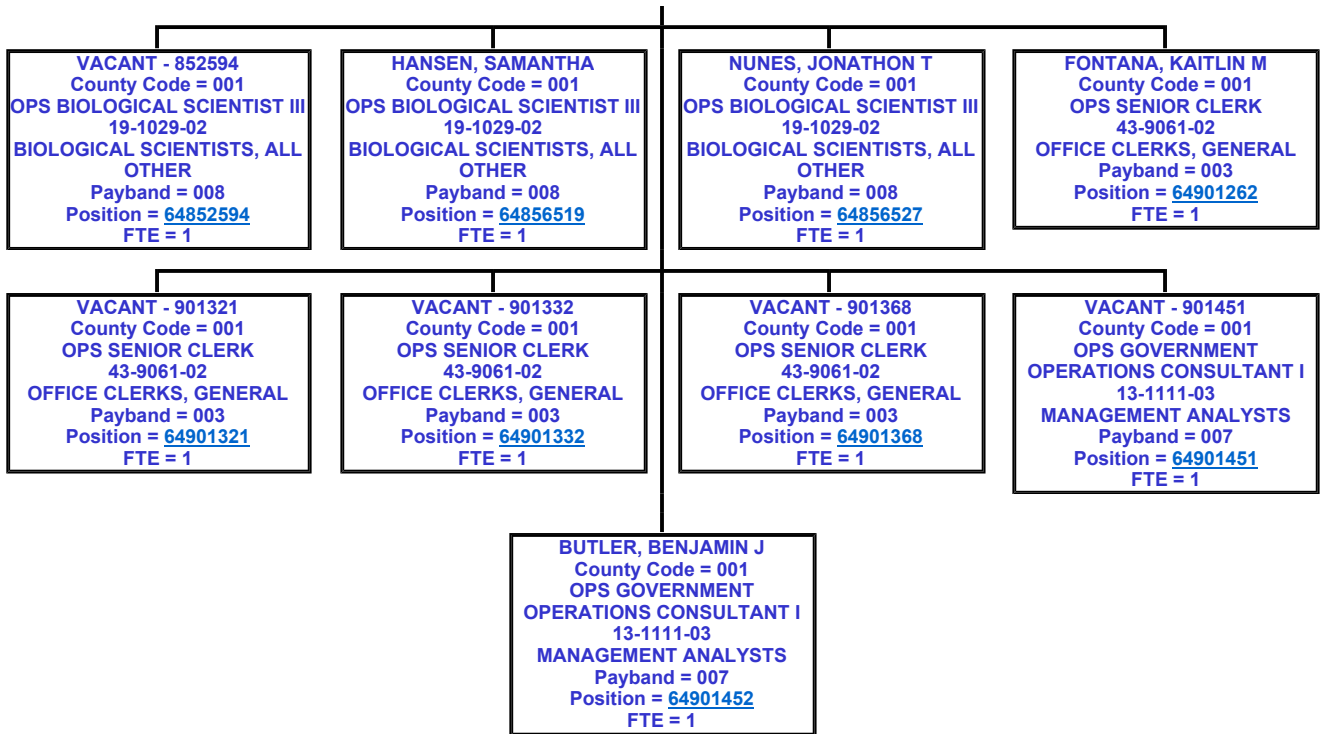 VACANT - 852594
County Code = 001
OPS BIOLOGICAL SCIENTIST III
19-1029-02
BIOLOGICAL SCIENTISTS, ALL
OTHER
Payband = 008
Position = 64852594
FTE = 1
HANSEN, SAMANTHA
County Code = 001
OPS BIOLOGICAL SCIENTIST III
19-1029-02
BIOLOGICAL SCIENTISTS, ALL
OTHER
Payband = 008
Position = 64856519
FTE = 1
NUNES, JONATHON T
County Code = 001
OPS BIOLOGICAL SCIENTIST III
19-1029-02
BIOLOGICAL SCIENTISTS, ALL
OTHER
Payband = 008
Position = 64856527
FTE = 1
FONTANA, KAITLIN M
County Code = 001
OPS SENIOR CLERK
43-9061-02
OFFICE CLERKS, GENERAL
Payband = 003
Position = 64901262
FTE = 1
VACANT - 901321
County Code = 001
OPS SENIOR CLERK
43-9061-02
OFFICE CLERKS, GENERAL
Payband = 003
Position = 64901321
FTE = 1
VACANT - 901332
County Code = 001
OPS SENIOR CLERK
43-9061-02
OFFICE CLERKS, GENERAL
Payband = 003
Position = 64901332
FTE = 1
VACANT - 901368
County Code = 001
OPS SENIOR CLERK
43-9061-02
OFFICE CLERKS, GENERAL
Payband = 003
Position = 64901368
FTE = 1
VACANT - 901451
County Code = 001
OPS GOVERNMENT
OPERATIONS CONSULTANT I
13-1111-03
MANAGEMENT ANALYSTS
Payband = 007
Position = 64901451
FTE = 1
BUTLER, BENJAMIN J
County Code = 001
OPS GOVERNMENT
OPERATIONS CONSULTANT I
13-1111-03
MANAGEMENT ANALYSTS
Payband = 007
Position = 64901452
FTE = 1